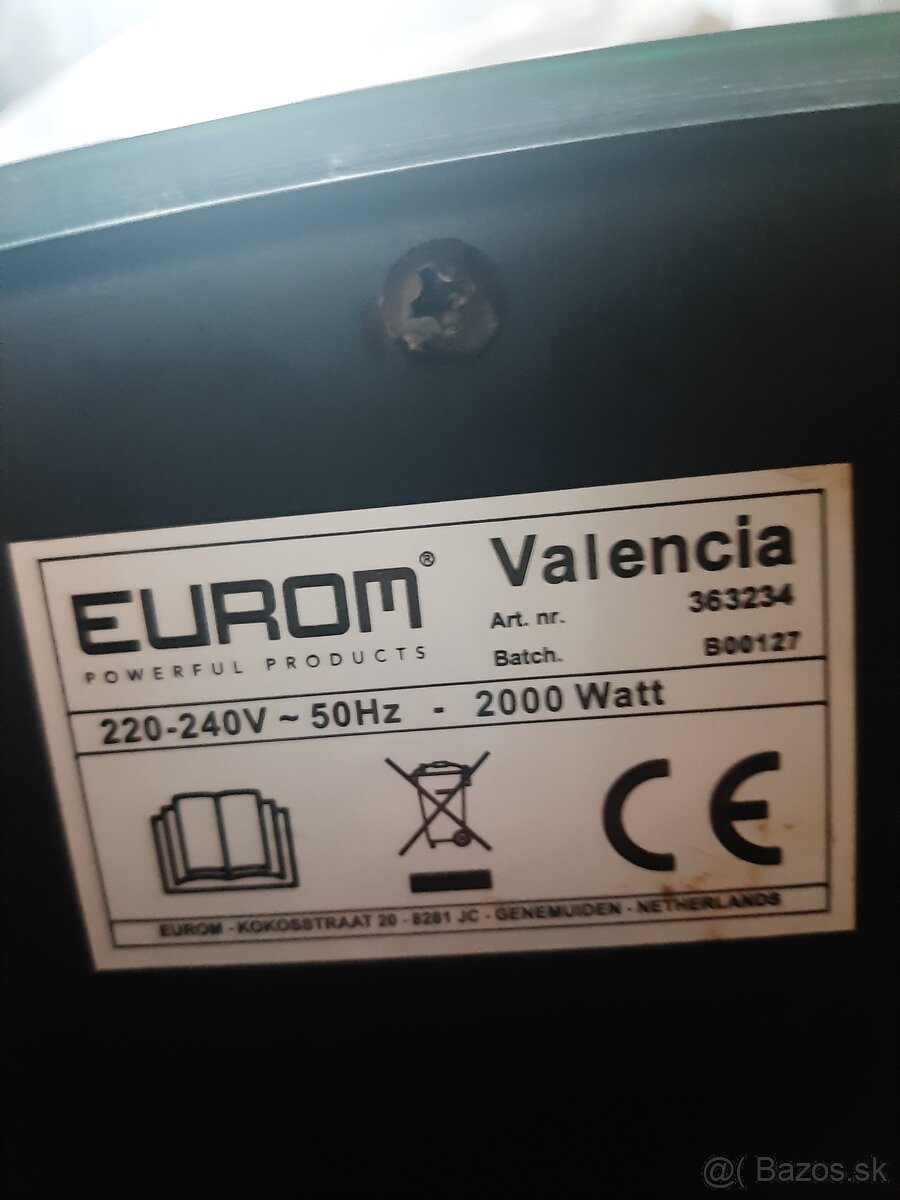 EUROM®
POWERFUL PRODUCTS
Valencia
Art. nr. 363234
Batch. B00127
220-240V ~ 50Hz - 2000 Watt
CE
EUROM - KOKOSSTRAAT 20 - 8281 JC - GENEMUIDEN - NETHERLANDS
@( Bazos.sk